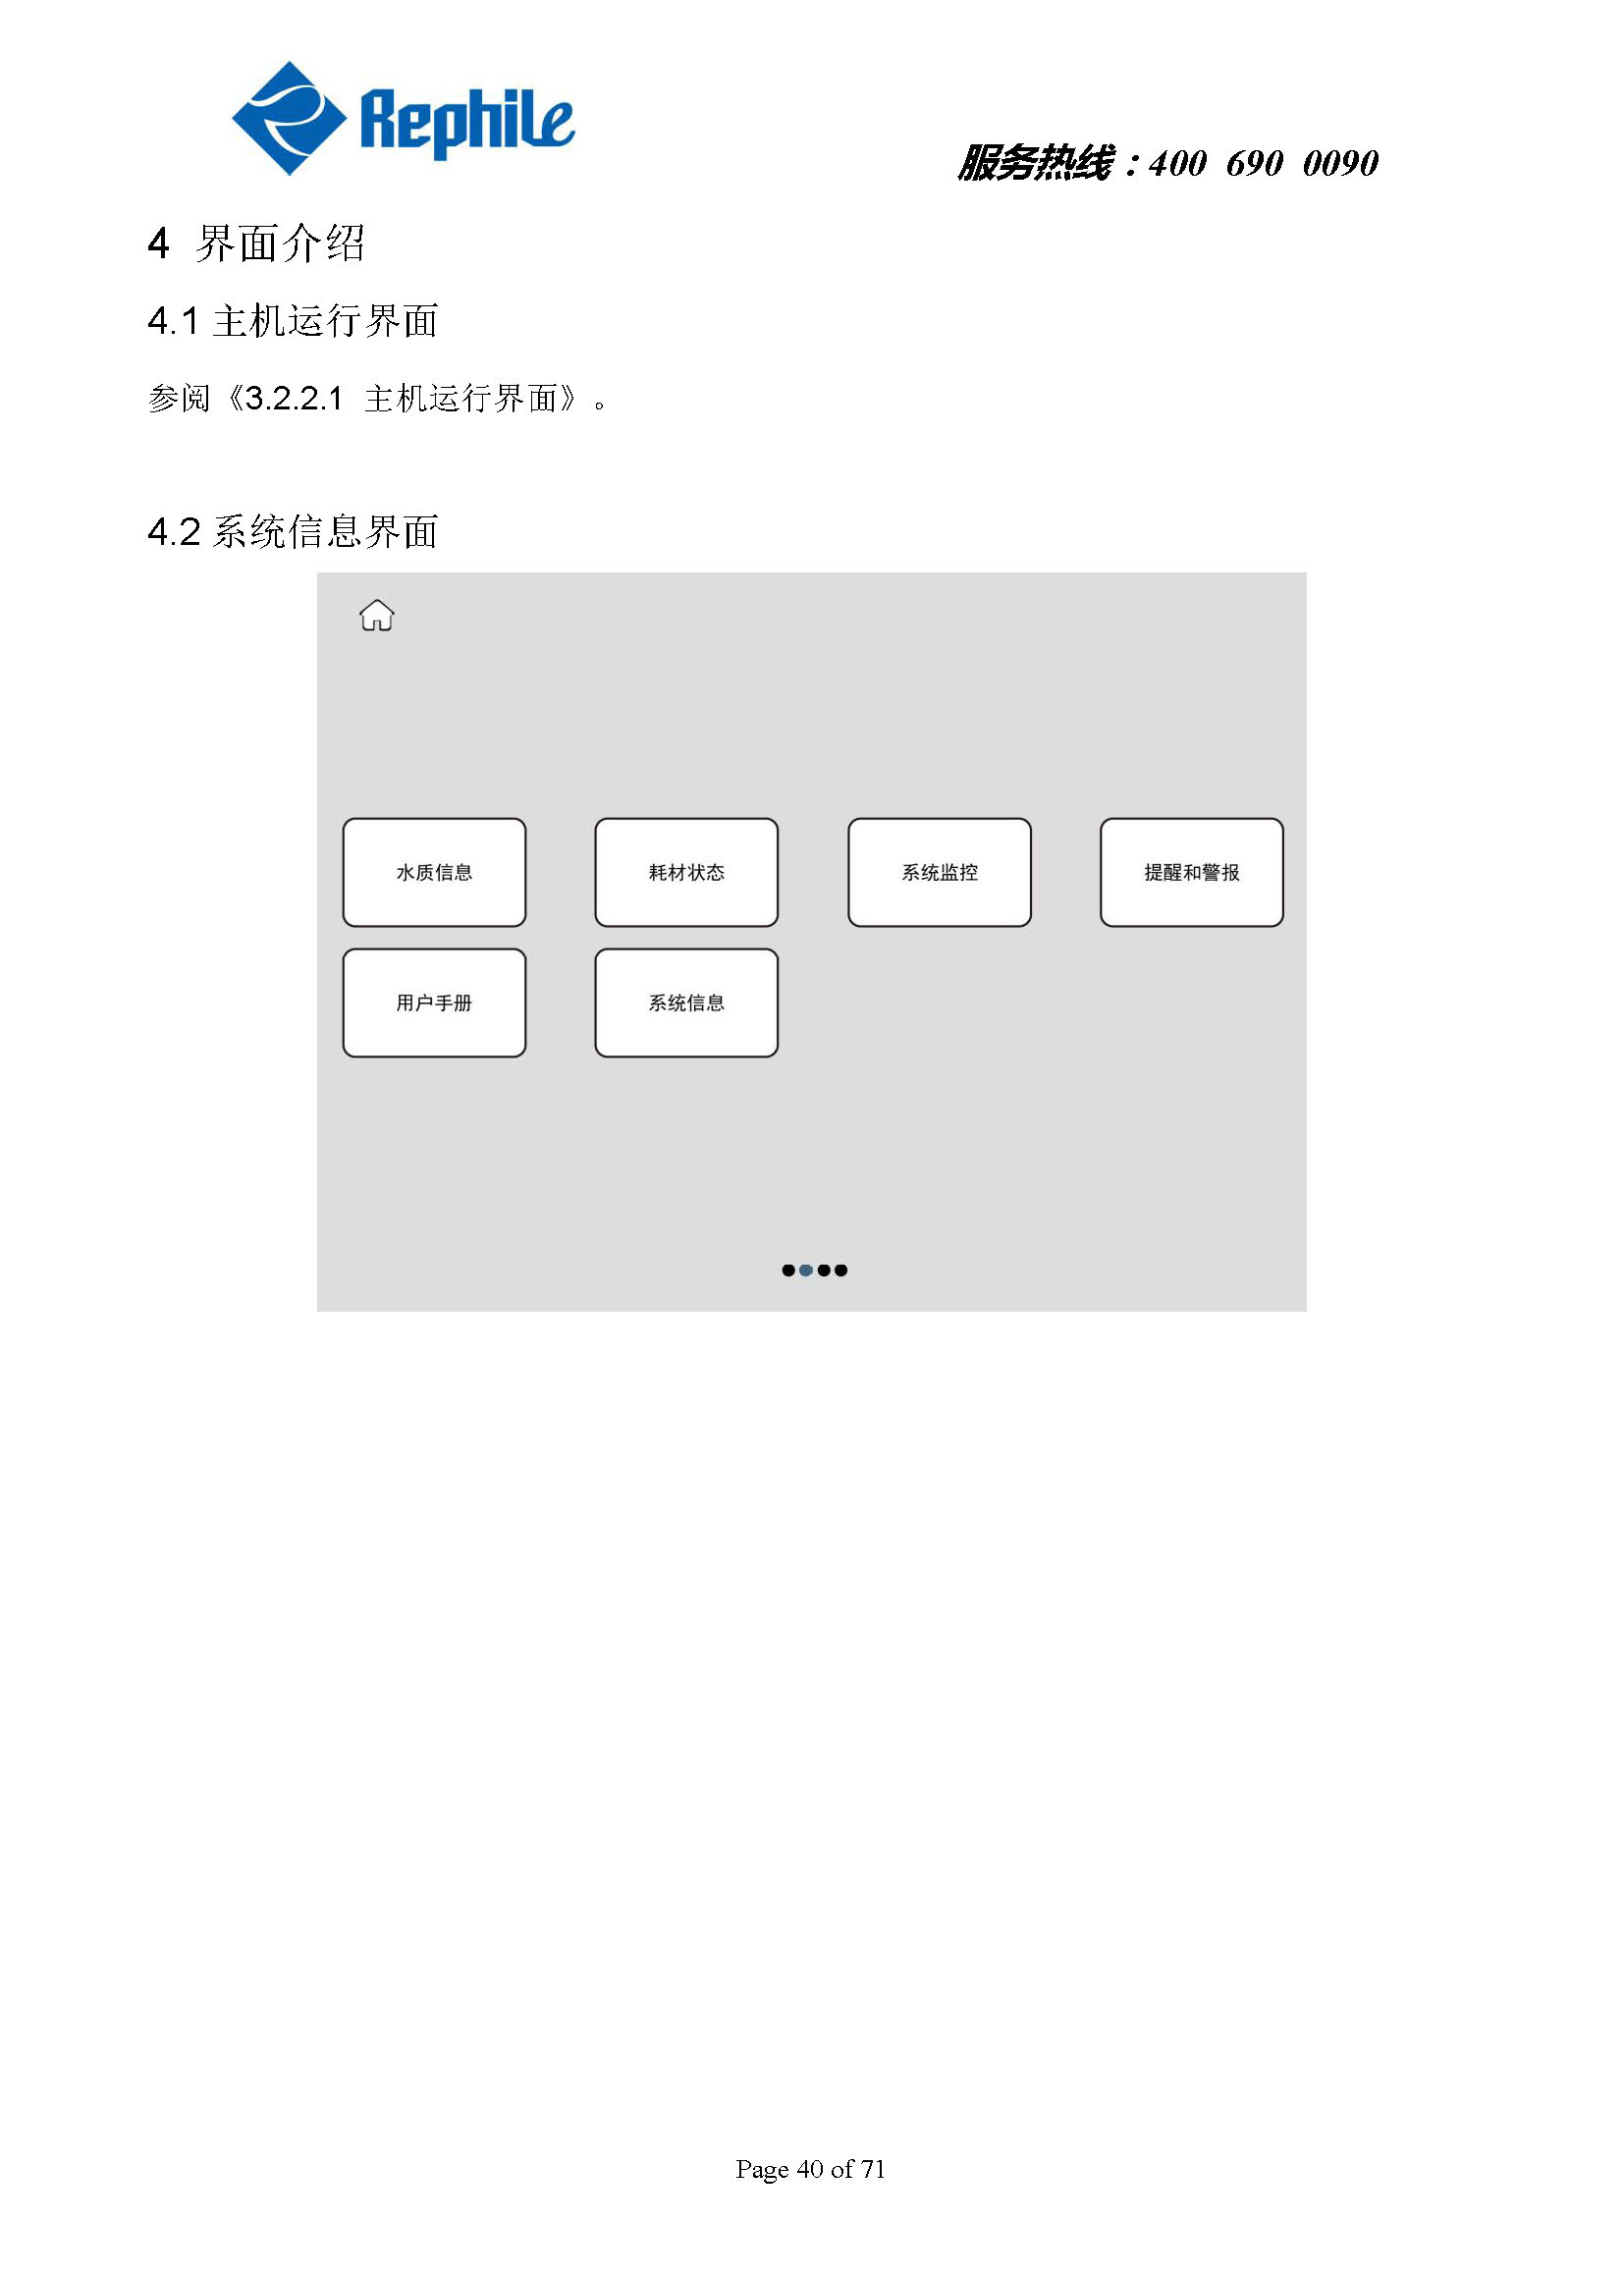 Rephile
服务热线：400 690 0090
4 界面介绍
4.1 主机运行界面
参阅《3.2.2.1 主机运行界面》。
4.2 系统信息界面
水质信息 耗材状态 系统监控 提醒和警报
用户手册 系统信息
Page 40 of 71